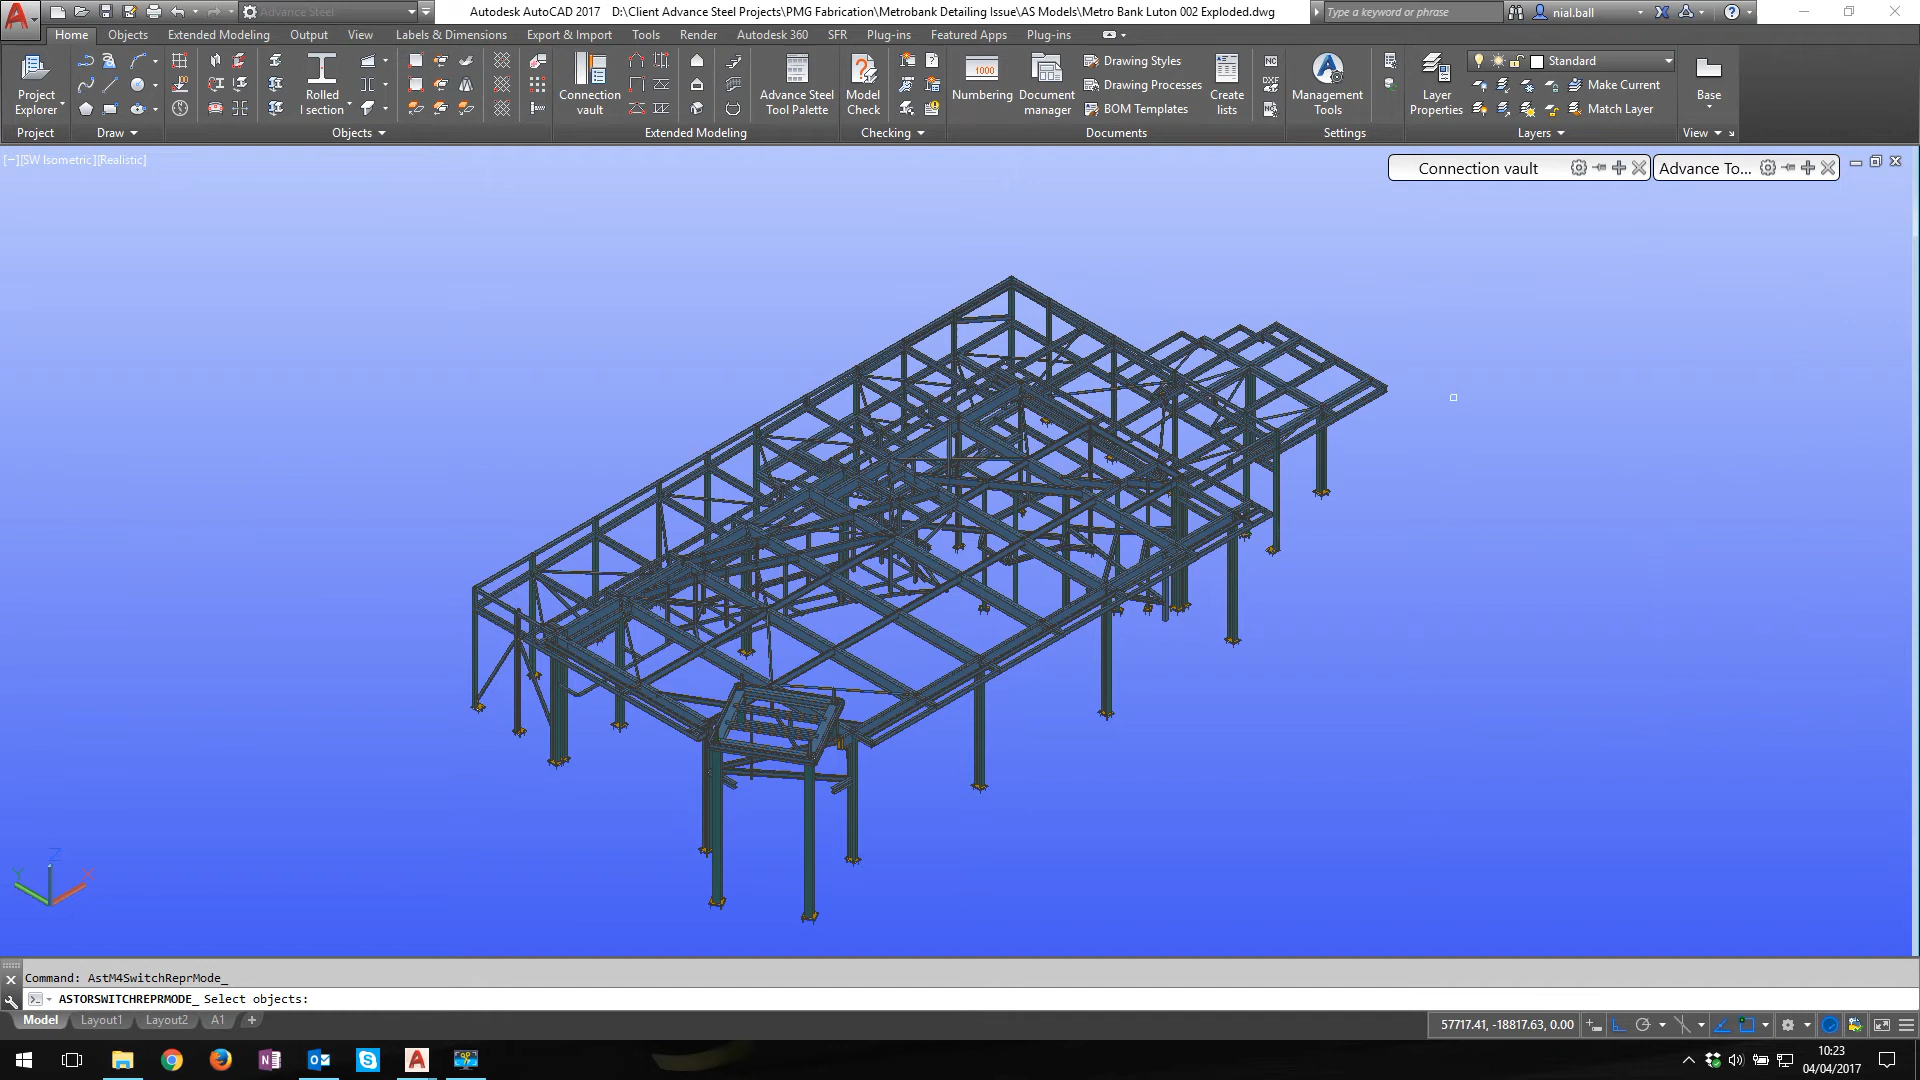 Advance Steel
Autodesk AutoCAD 2017 D:\Client Advance Steel Projects\PMG Fabrication\Metrobank Detailing Issue\AS Models\Metro Bank Luton 002 Exploded.dwg
Type a keyword or phrase
nial.ball
Home Objects Extended Modeling Output View Labels & Dimensions Export & Import Tools Render Autodesk 360 SFR Plug-ins Featured Apps Plug-ins
Project Explorer
Rolled I section
Connection vault
Advance Steel Tool Palette
Model Check
1000
Numbering
Document manager
Drawing Styles
Drawing Processes
BOM Templates
Create lists
NC
DXF
NC
Management Tools
Layer Properties
Standard
Make Current
Match Layer
Base
Project Draw Objects Extended Modeling Checking Documents Settings Layers View
[−][SW Isometric][Realistic]
Connection vault
Advance To...
Z
Y
X
Command: AstM4SwitchReprMode_
ASTORSWITCHREPRMODE_ Select objects:
Model Layout1 Layout2 A1 +
57717.41, -18817.63, 0.00
10:23
04/04/2017